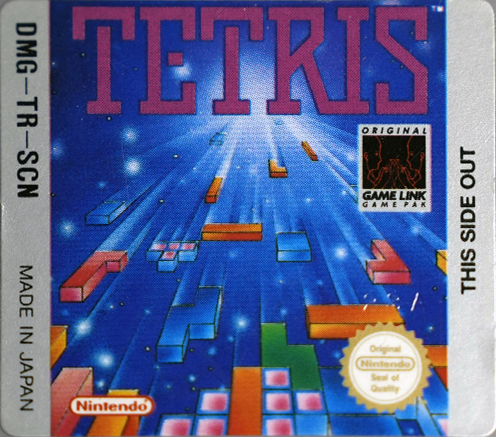 TETRIS™
DMG-TR-SCN
MADE IN JAPAN
ORIGINAL
GAME LINK
GAME PAK
THIS SIDE OUT
Original
Nintendo
Seal of
Quality
Nintendo®